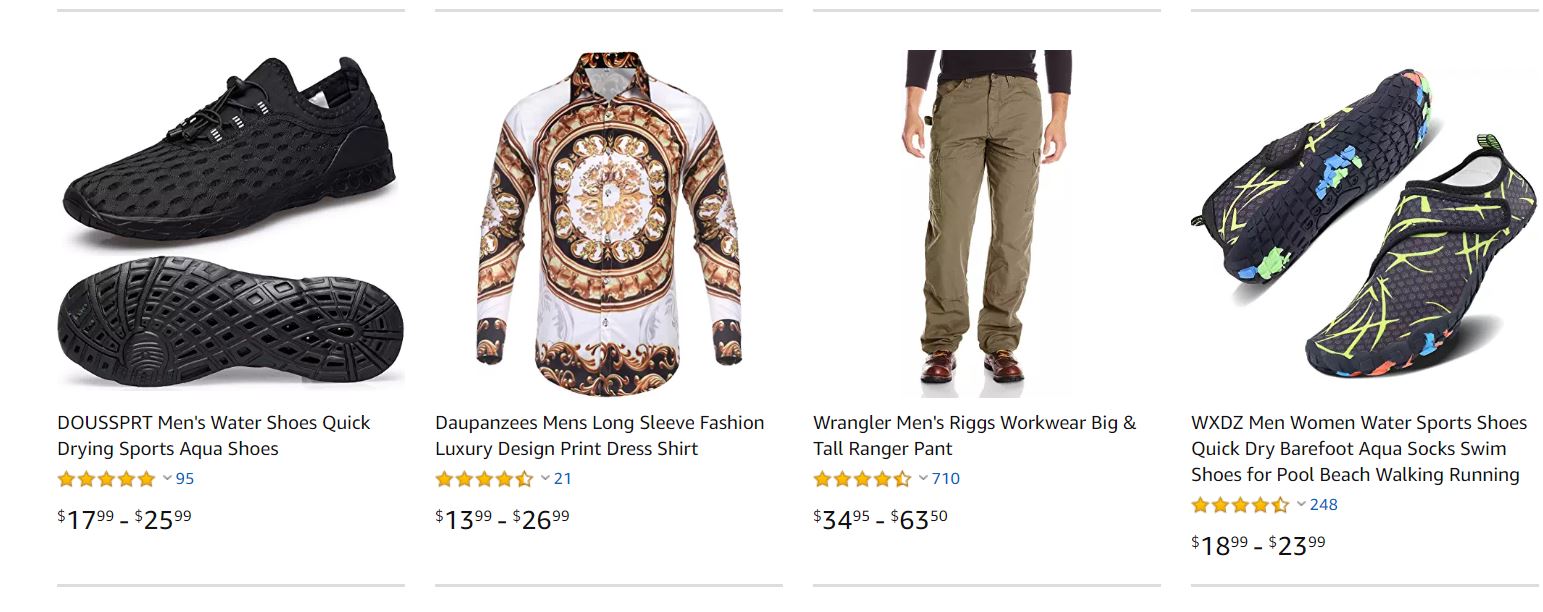 DOUSSPRT Men's Water Shoes Quick
Drying Sports Aqua Shoes
95
$17.99 - $25.99
Daupanzees Mens Long Sleeve Fashion
Luxury Design Print Dress Shirt
21
$13.99 - $26.99
Wrangler Men's Riggs Workwear Big &
Tall Ranger Pant
710
$34.95 - $63.50
WXDZ Men Women Water Sports Shoes
Quick Dry Barefoot Aqua Socks Swim
Shoes for Pool Beach Walking Running
248
$18.99 - $23.99